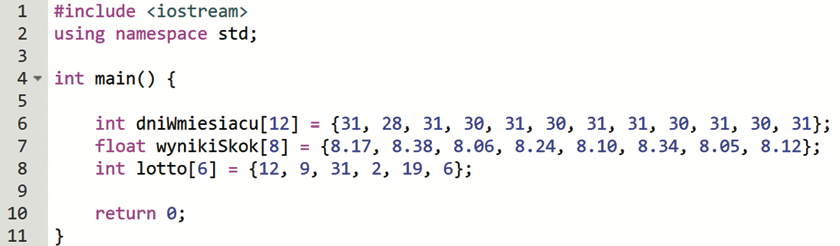 1 #include <iostream>
2 using namespace std;
3
4 int main() {
5
6 int dniWmiesiacu[12] = {31, 28, 31, 30, 31, 30, 31, 31, 30, 31, 30, 31};
7 float wynikiSkok[8] = {8.17, 8.38, 8.06, 8.24, 8.10, 8.34, 8.05, 8.12};
8 int lotto[6] = {12, 9, 31, 2, 19, 6};
9
10 return 0;
11 }